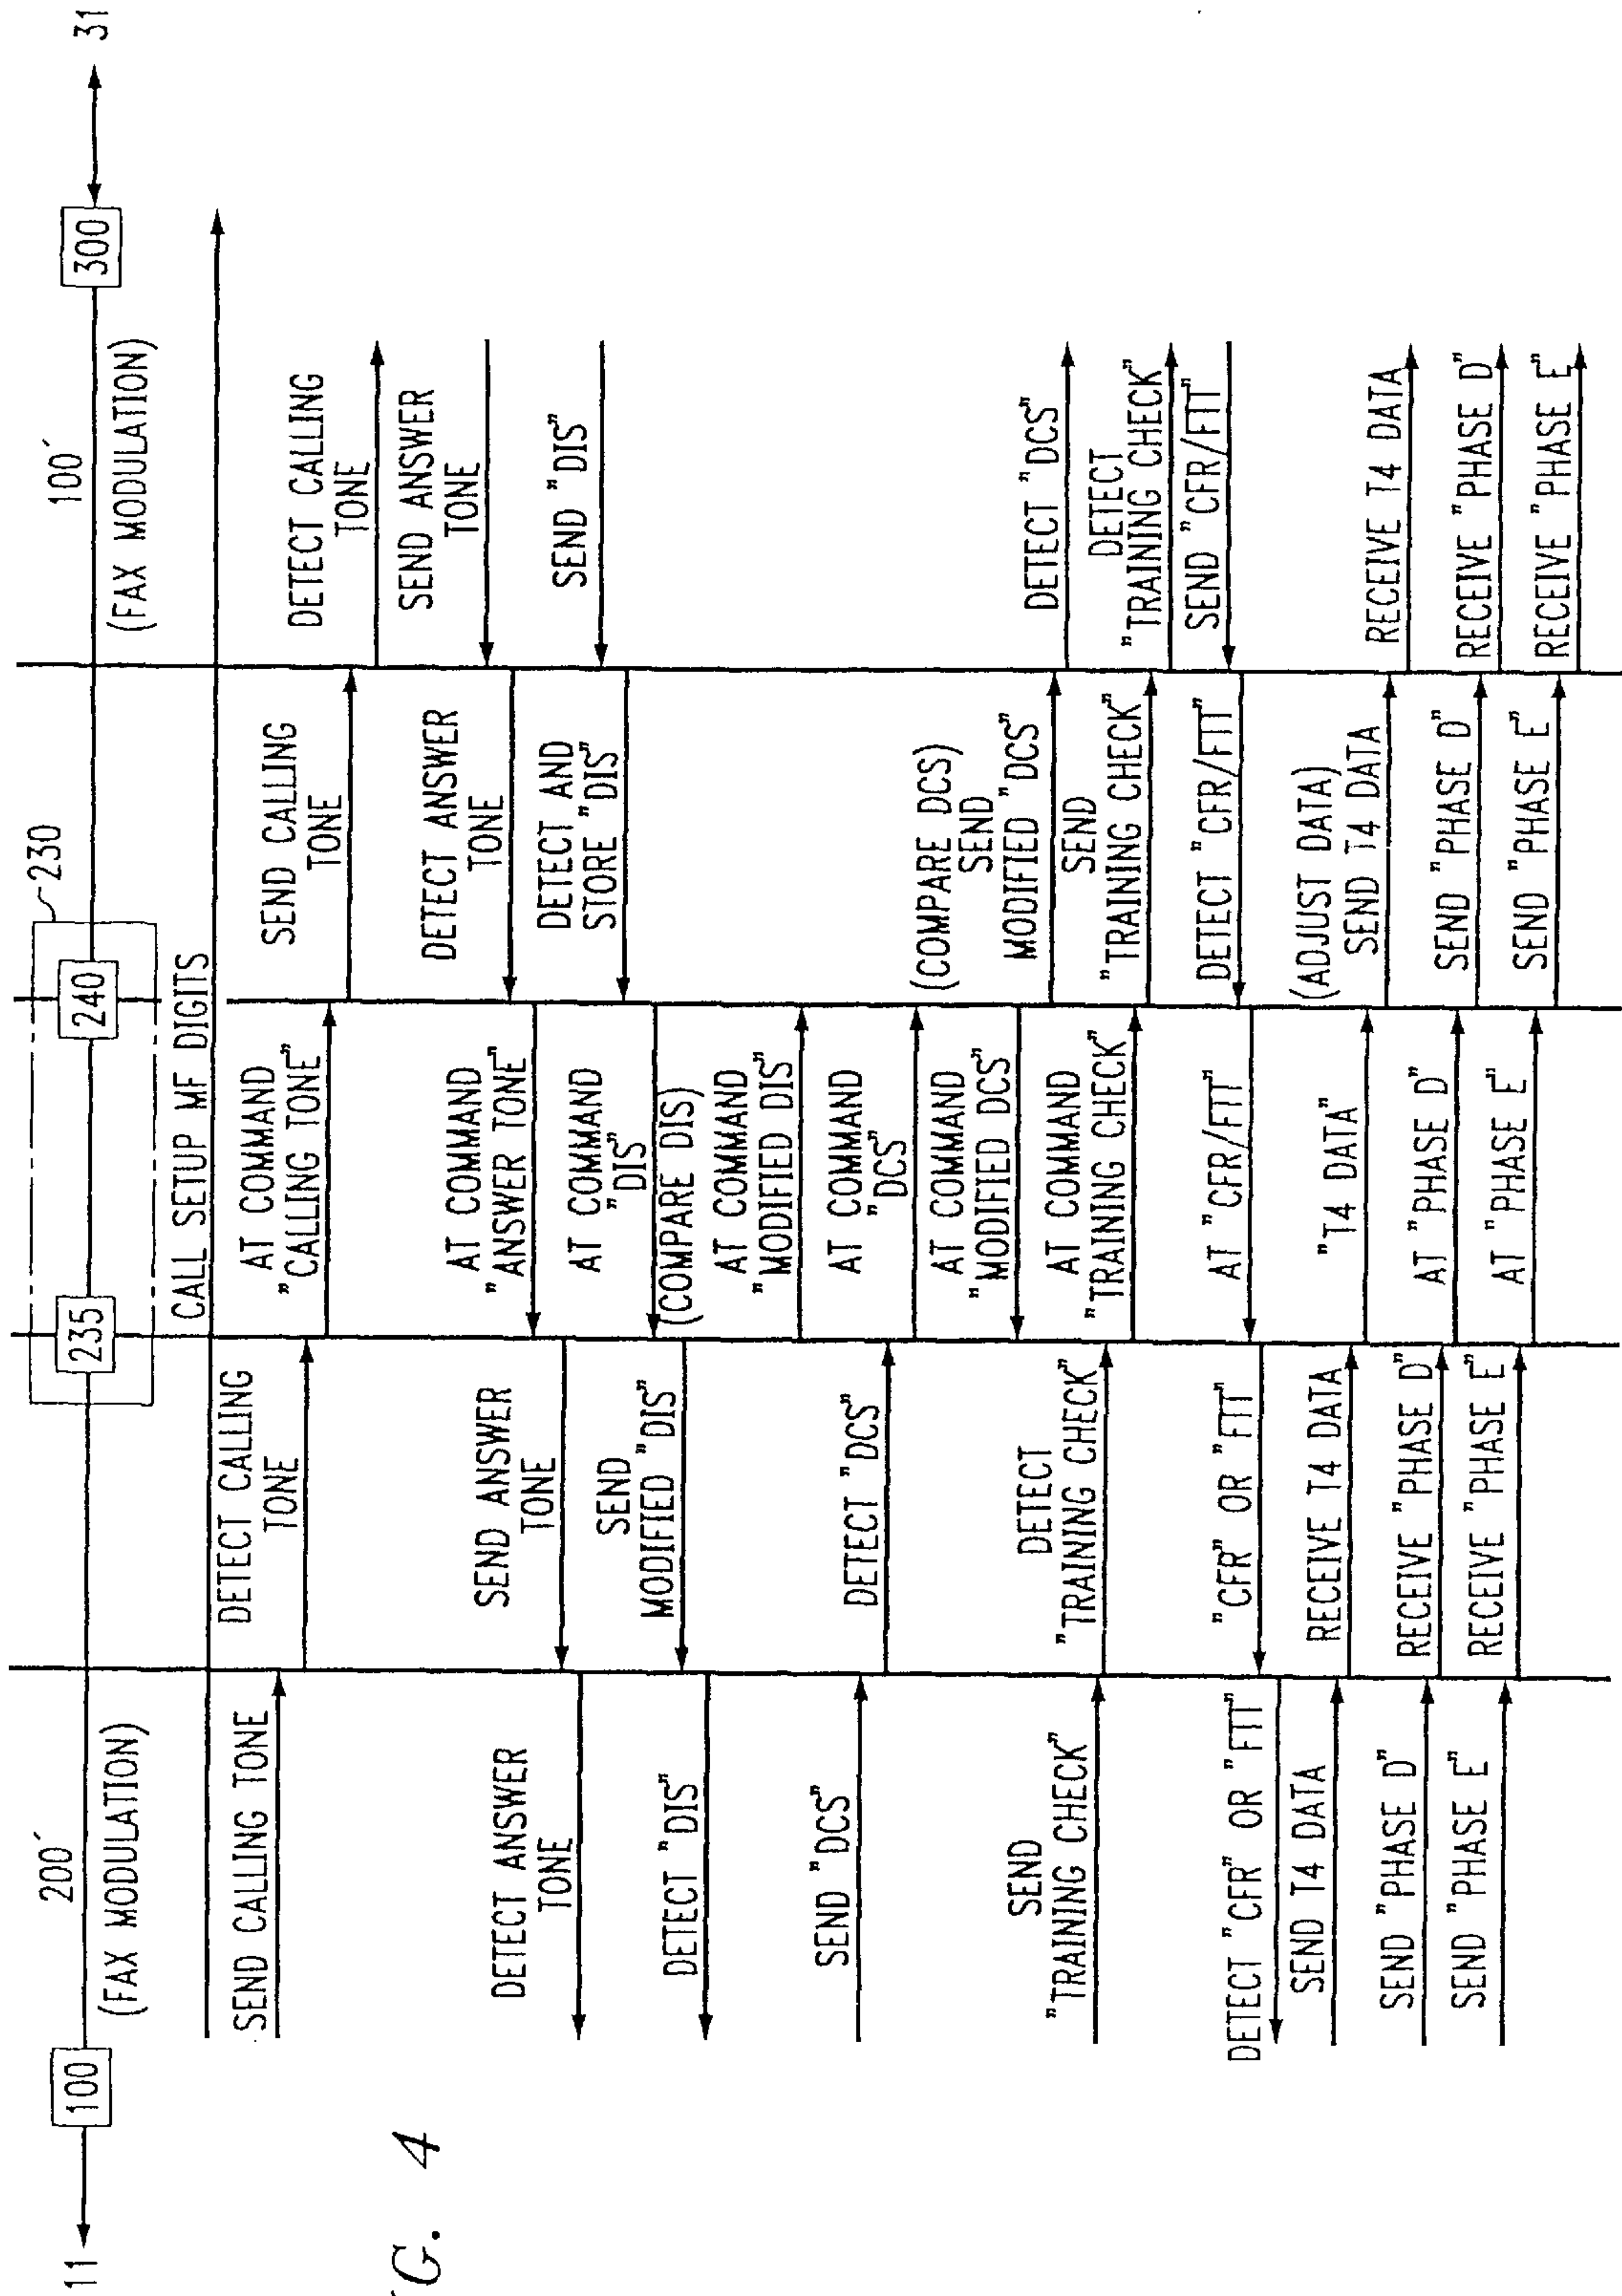 11
100
200´
(FAX MODULATION)
235
240
230
100´
(FAX MODULATION)
300
31
CALL SETUP MF DIGITS
SEND CALLING TONE
DETECT CALLING
TONE
AT COMMAND
"CALLING TONE"
SEND CALLING
TONE
DETECT CALLING
TONE
SEND ANSWER
TONE
DETECT ANSWER
TONE
AT COMMAND
"ANSWER TONE"
SEND ANSWER
TONE
DETECT ANSWER
TONE
SEND "DIS"
DETECT AND
STORE "DIS"
AT COMMAND
"DIS"
(COMPARE DIS)
SEND
MODIFIED "DIS"
DETECT "DIS"
AT COMMAND
"MODIFIED DIS"
SEND "DCS"
DETECT "DCS"
AT COMMAND
"DCS"
(COMPARE DCS)
AT COMMAND
"MODIFIED DCS"
SEND
MODIFIED "DCS"
DETECT "DCS"
SEND
"TRAINING CHECK"
DETECT
"TRAINING CHECK"
AT COMMAND
"TRAINING CHECK"
SEND
"TRAINING CHECK"
DETECT
"TRAINING CHECK"
SEND "CFR/FTT"
DETECT "CFR/FTT"
AT "CFR/FTT"
"CFR" OR "FTT"
DETECT "CFR" OR "FTT"
SEND T4 DATA
RECEIVE T4 DATA
"T4 DATA"
(ADJUST DATA)
SEND T4 DATA
RECEIVE T4 DATA
SEND "PHASE D"
RECEIVE "PHASE D"
AT "PHASE D"
SEND "PHASE D"
RECEIVE "PHASE D"
SEND "PHASE E"
RECEIVE "PHASE E"
AT "PHASE E"
SEND "PHASE E"
RECEIVE "PHASE E"
IG. 4